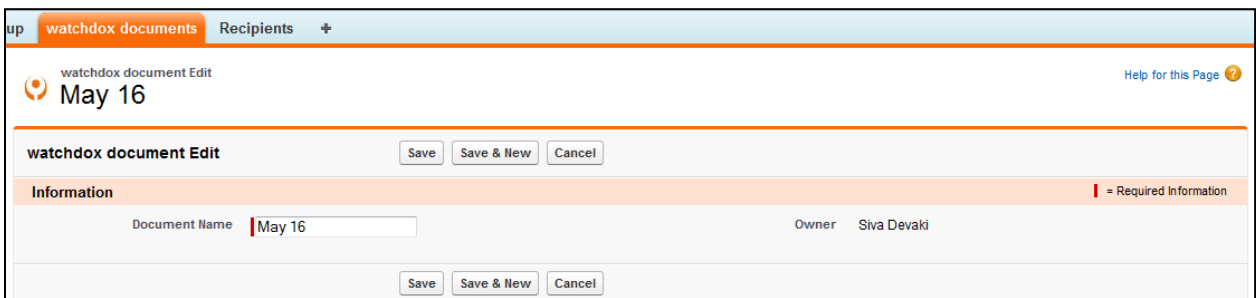 up watchdox documents Recipients +
watchdox document Edit
May 16
Help for this Page ?
watchdox document Edit Save Save & New Cancel
Information = Required Information
Document Name May 16 Owner Siva Devaki
Save Save & New Cancel